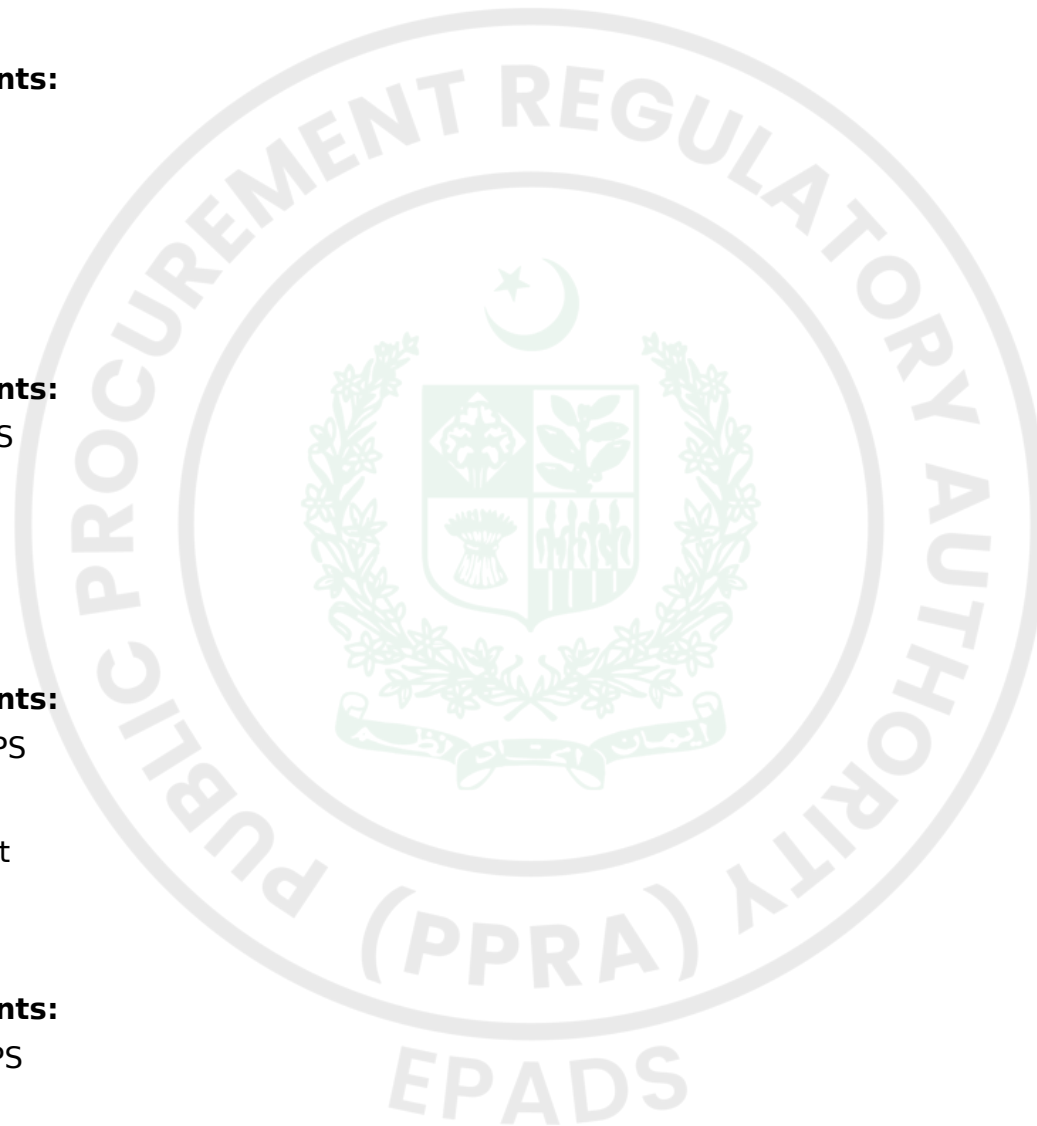 nts:
nts:
S
nts:
PS
t
nts:
PS
PUBLIC PROCUREMENT REGULATORY AUTHORITY
(PPRA)
EPADS